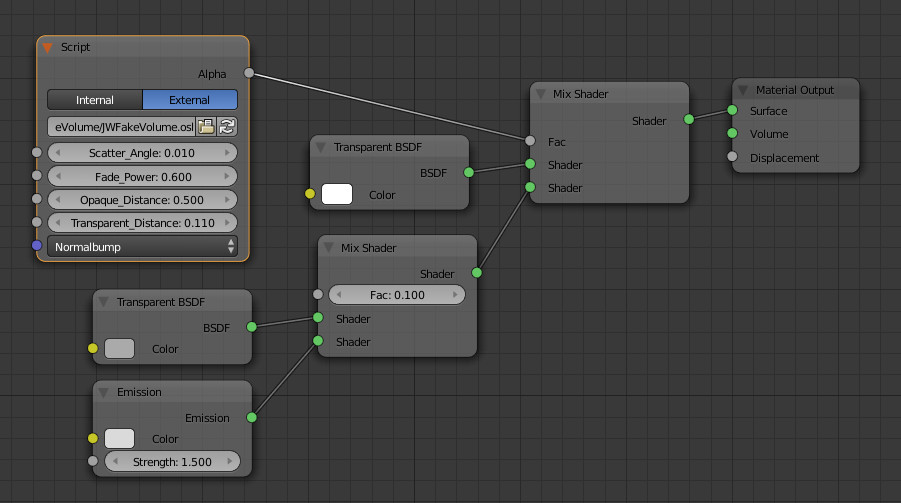 Script
Alpha
Internal
External
eVolume/JWFakeVolume.osl
Scatter_Angle: 0.010
Fade_Power: 0.600
Opaque_Distance: 0.500
Transparent_Distance: 0.110
Normalbump
Transparent BSDF
BSDF
Color
Mix Shader
Shader
Fac
Shader
Shader
Material Output
Surface
Volume
Displacement
Mix Shader
Shader
Fac: 0.100
Shader
Shader
Transparent BSDF
BSDF
Color
Emission
Emission
Color
Strength: 1.500